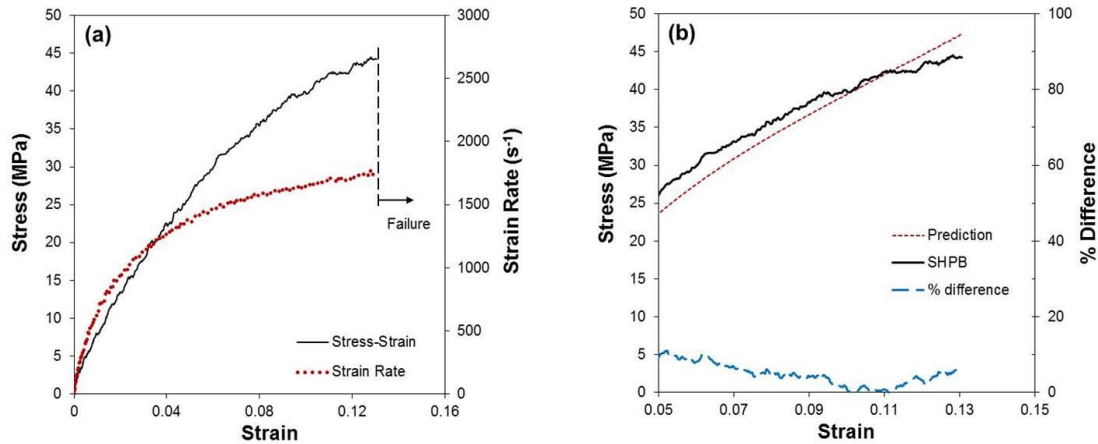 (a)
50
45
40
35
30
25
20
15
10
5
0
Stress (MPa)
3000
2500
2000
1500
1000
500
0
Strain Rate (s⁻¹)
Failure
Stress-Strain
Strain Rate
0 0.04 0.08 0.12 0.16
Strain
(b)
50
45
40
35
30
25
20
15
10
5
0
Stress (MPa)
100
80
60
40
20
0
% Difference
Prediction
SHPB
% difference
0.05 0.07 0.09 0.11 0.13 0.15
Strain